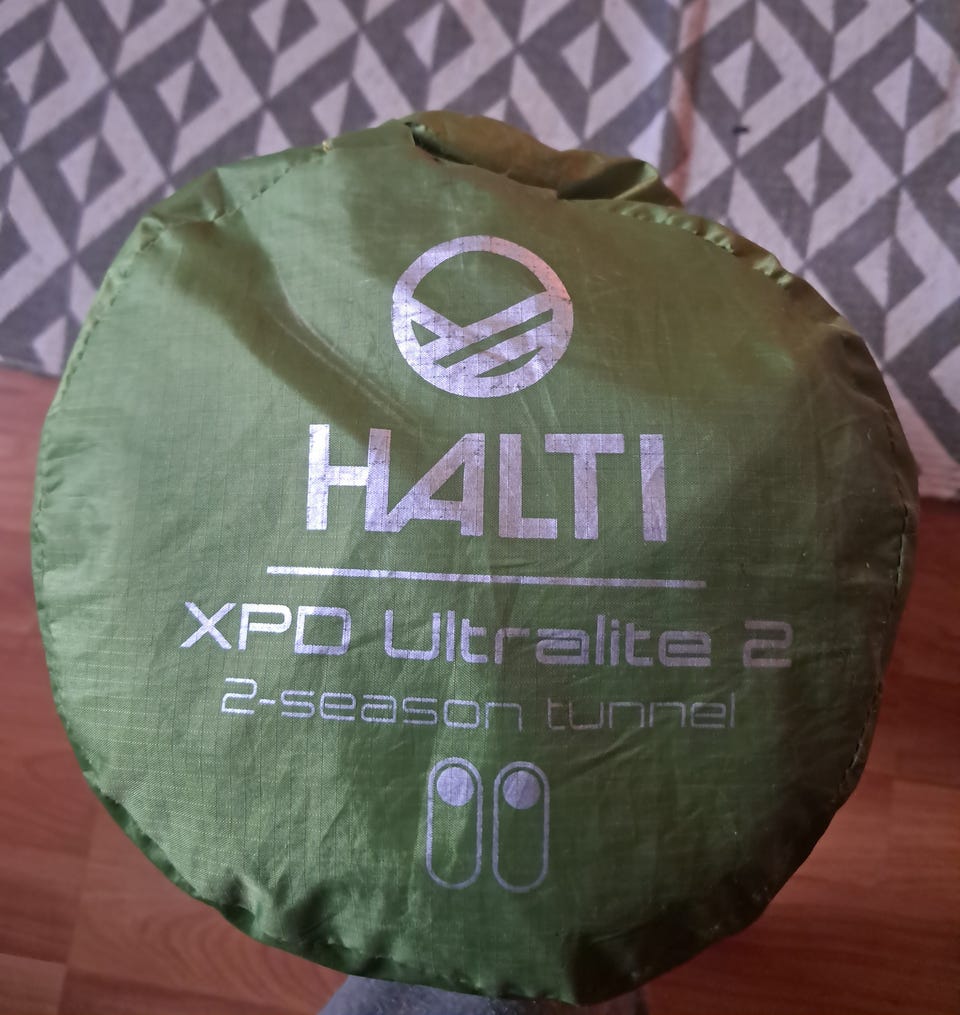 HALTI
XPD Ultralite 2
2-season tunnel